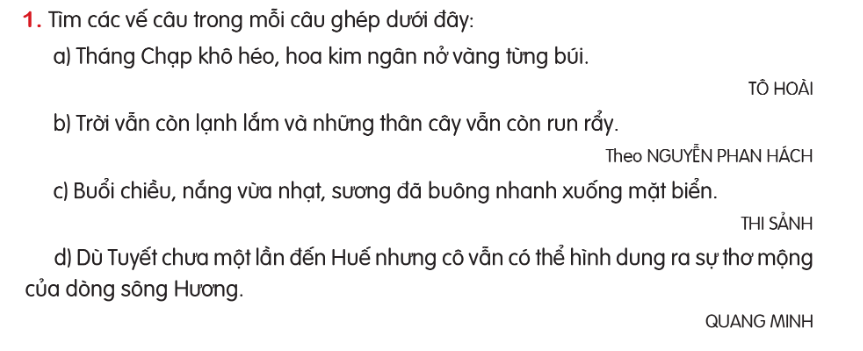 1. Tìm các vế câu trong mỗi câu ghép dưới đây:
a) Tháng Chạp khô héo, hoa kim ngân nở vàng từng búi.
TÔ HOÀI
b) Trời vẫn còn lạnh lắm và những thân cây vẫn còn run rẩy.
Theo NGUYỄN PHAN HÁCH
c) Buổi chiều, nắng vừa nhạt, sương đã buông nhanh xuống mặt biển.
THI SẢNH
d) Dù Tuyết chưa một lần đến Huế nhưng cô vẫn có thể hình dung ra sự thơ mộng
của dòng sông Hương.
QUANG MINH